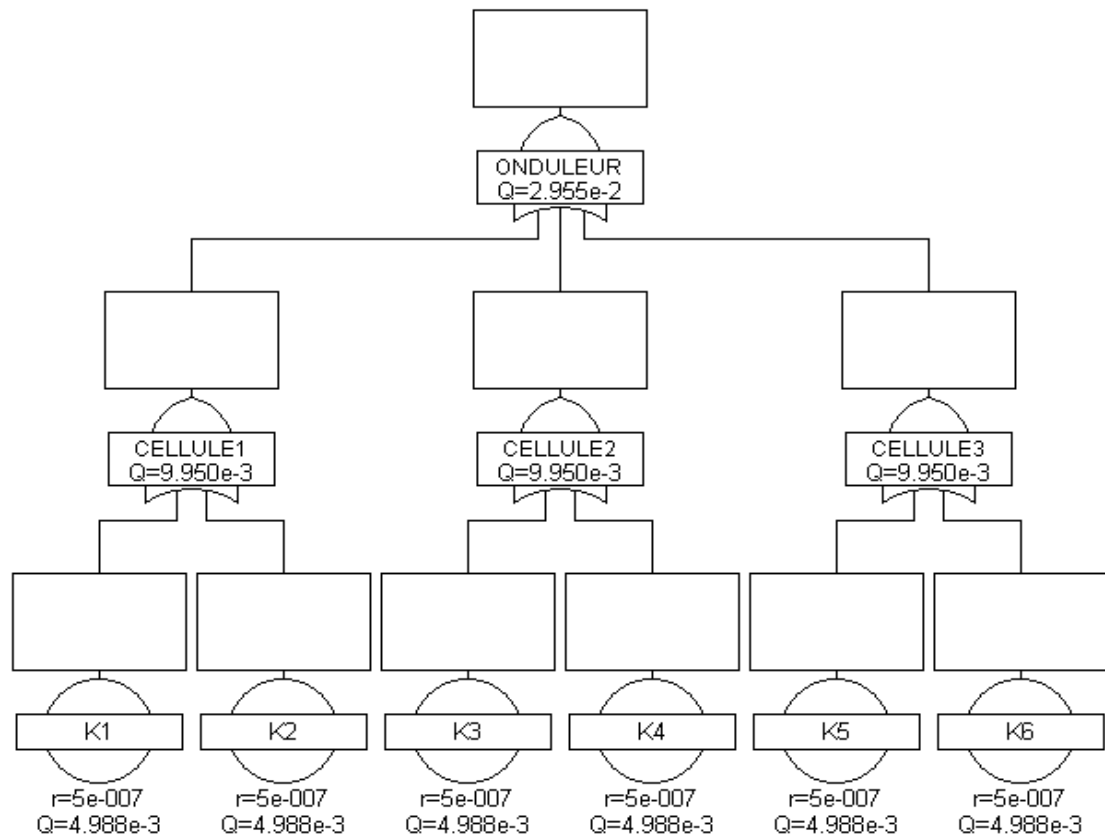 ONDULEUR
Q=2.955e-2
CELLULE1
Q=9.950e-3
CELLULE2
Q=9.950e-3
CELLULE3
Q=9.950e-3
K1
K2
K3
K4
K5
K6
r=5e-007
Q=4.988e-3
r=5e-007
Q=4.988e-3
r=5e-007
Q=4.988e-3
r=5e-007
Q=4.988e-3
r=5e-007
Q=4.988e-3
r=5e-007
Q=4.988e-3